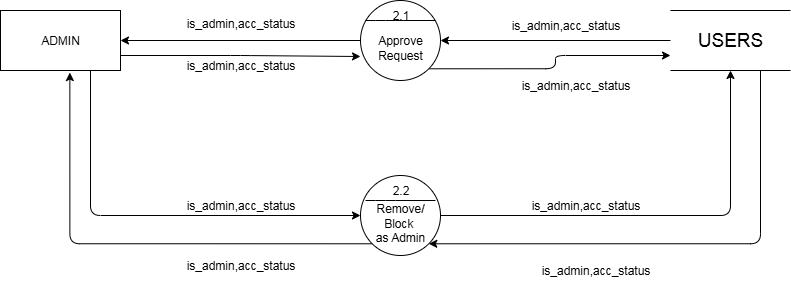 2.1
is_admin,acc_status
is_admin,acc_status
ADMIN
Approve
Request
USERS
is_admin,acc_status
is_admin,acc_status
2.2
is_admin,acc_status
Remove/
Block
as Admin
is_admin,acc_status
is_admin,acc_status
is_admin,acc_status